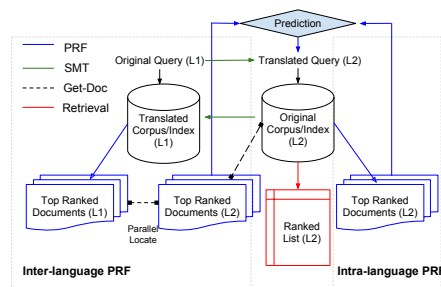 Prediction
PRF
SMT
Get-Doc
Retrieval
Original Query (L1)
Translated Query (L2)
Translated
Corpus/Index
(L1)
Original
Corpus/Index
(L2)
Top Ranked
Documents (L1)
Parallel
Locate
Top Ranked
Documents (L2)
Ranked
List (L2)
Top Ranked
Documents (L2)
Inter-language PRF
Intra-language PRF